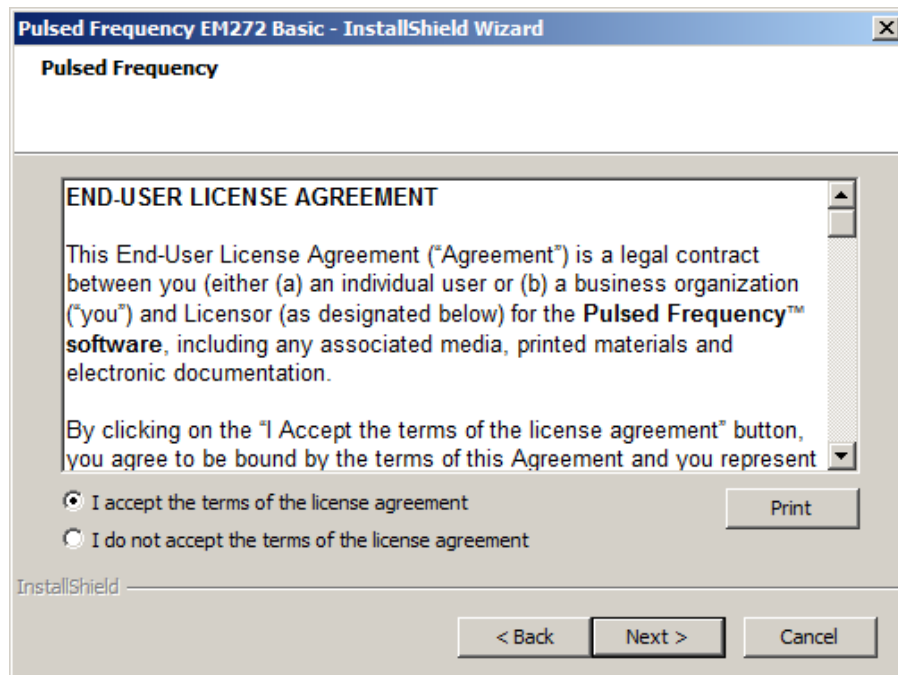 Pulsed Frequency EM272 Basic - InstallShield Wizard
Pulsed Frequency
END-USER LICENSE AGREEMENT
This End-User License Agreement (“Agreement”) is a legal contract
between you (either (a) an individual user or (b) a business organization
(“you”) and Licensor (as designated below) for the Pulsed Frequency™
software, including any associated media, printed materials and
electronic documentation.
By clicking on the “I Accept the terms of the license agreement” button,
you agree to be bound by the terms of this Agreement and you represent
I accept the terms of the license agreement
Print
I do not accept the terms of the license agreement
InstallShield
< Back
Next >
Cancel